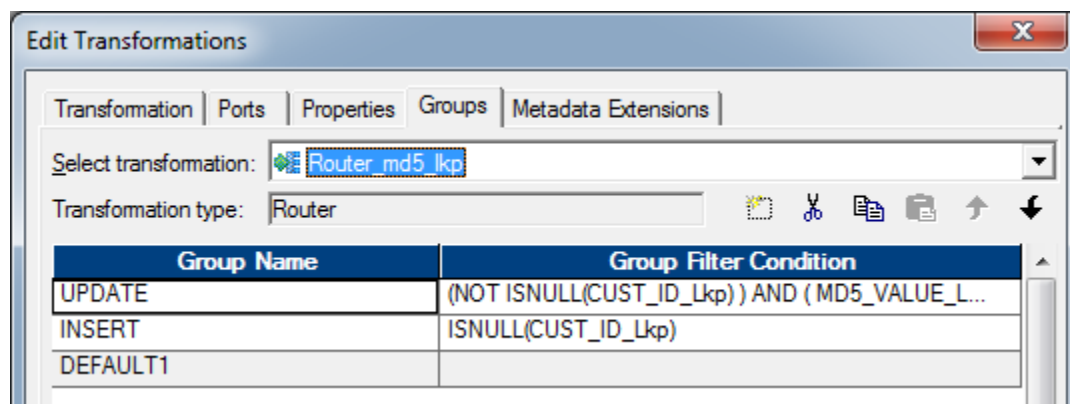 Edit Transformations
x
Transformation Ports Properties Groups Metadata Extensions
Select transformation: Router_md5_lkp
Transformation type: Router
Group Name Group Filter Condition
UPDATE (NOT ISNULL(CUST_ID_Lkp) ) AND ( MD5_VALUE_L...
INSERT ISNULL(CUST_ID_Lkp)
DEFAULT1